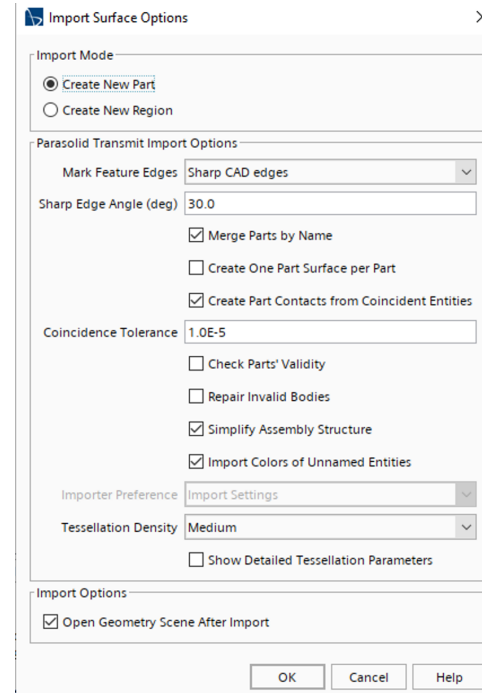 Import Surface Options
Import Mode
Create New Part
Create New Region
Parasolid Transmit Import Options
Mark Feature Edges Sharp CAD edges
Sharp Edge Angle (deg) 30.0
Merge Parts by Name
Create One Part Surface per Part
Create Part Contacts from Coincident Entities
Coincidence Tolerance 1.0E-5
Check Parts' Validity
Repair Invalid Bodies
Simplify Assembly Structure
Import Colors of Unnamed Entities
Importer Preference Import Settings
Tessellation Density Medium
Show Detailed Tessellation Parameters
Import Options
Open Geometry Scene After Import
OK Cancel Help